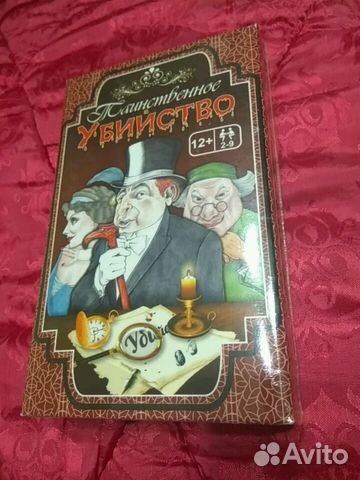 Таинственное
УБИЙСТВО
12+
2-9
Уби
Avito